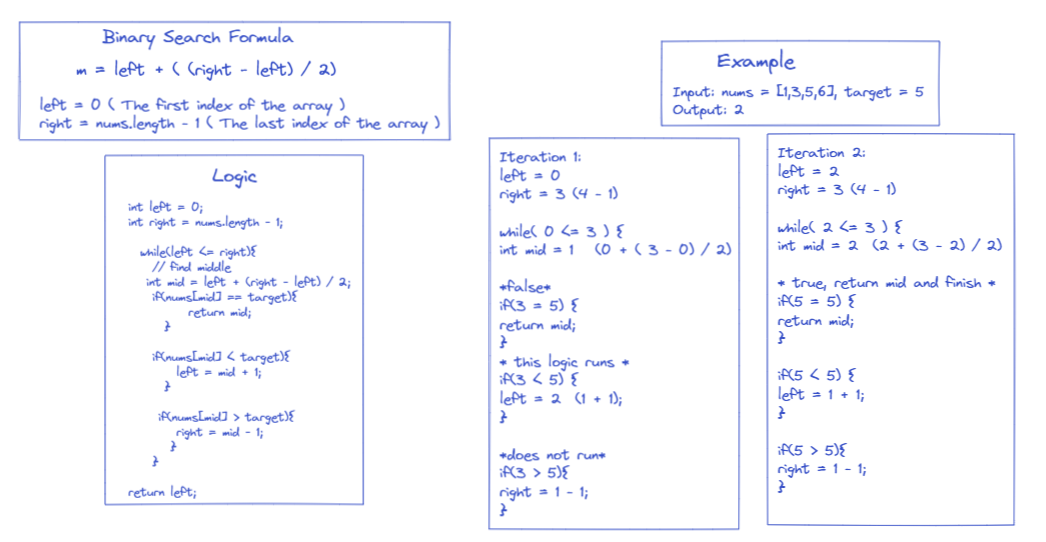 Binary Search Formula
m = left + ( (right - left) / 2)
left = 0 ( The first index of the array )
right = nums.length - 1 ( The last index of the array )
Logic
int left = 0;
int right = nums.length - 1;
while(left <= right){
// find middle
int mid = left + (right - left) / 2;
if(nums[mid] == target){
return mid;
}
if(nums[mid] < target){
left = mid + 1;
}
if(nums[mid] > target){
right = mid - 1;
}
}
return left;
Example
Input: nums = [1,3,5,6], target = 5
Output: 2
Iteration 1:
left = 0
right = 3 (4 - 1)
while( 0 <= 3 ) {
int mid = 1 (0 + ( 3 - 0) / 2)
*false*
if(3 = 5) {
return mid;
}
* this logic runs *
if(3 < 5) {
left = 2 (1 + 1);
}
*does not run*
if(3 > 5){
right = 1 - 1;
}
Iteration 2:
left = 2
right = 3 (4 - 1)
while( 2 <= 3 ) {
int mid = 2 (2 + (3 - 2) / 2)
* true, return mid and finish *
if(5 = 5) {
return mid;
}
if(5 < 5) {
left = 1 + 1;
}
if(5 > 5){
right = 1 - 1;
}